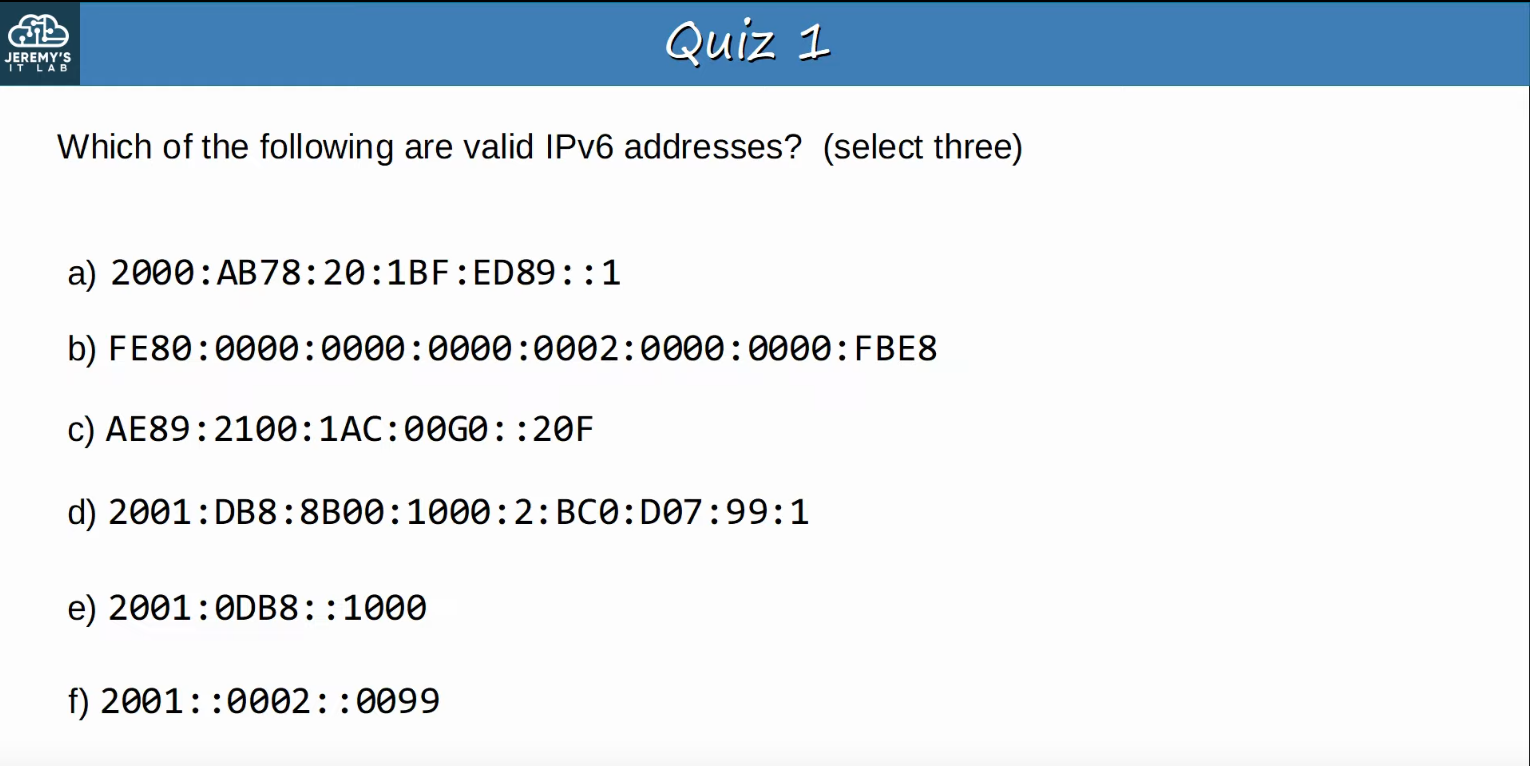 JEREMY'S
IT LAB
Quiz 1
Which of the following are valid IPv6 addresses? (select three)
a) 2000:AB78:20:1BF:ED89::1
b) FE80:0000:0000:0000:0002:0000:0000:FBE8
c) AE89:2100:1AC:00G0::20F
d) 2001:DB8:8B00:1000:2:BC0:D07:99:1
e) 2001:0DB8::1000
f) 2001::0002::0099